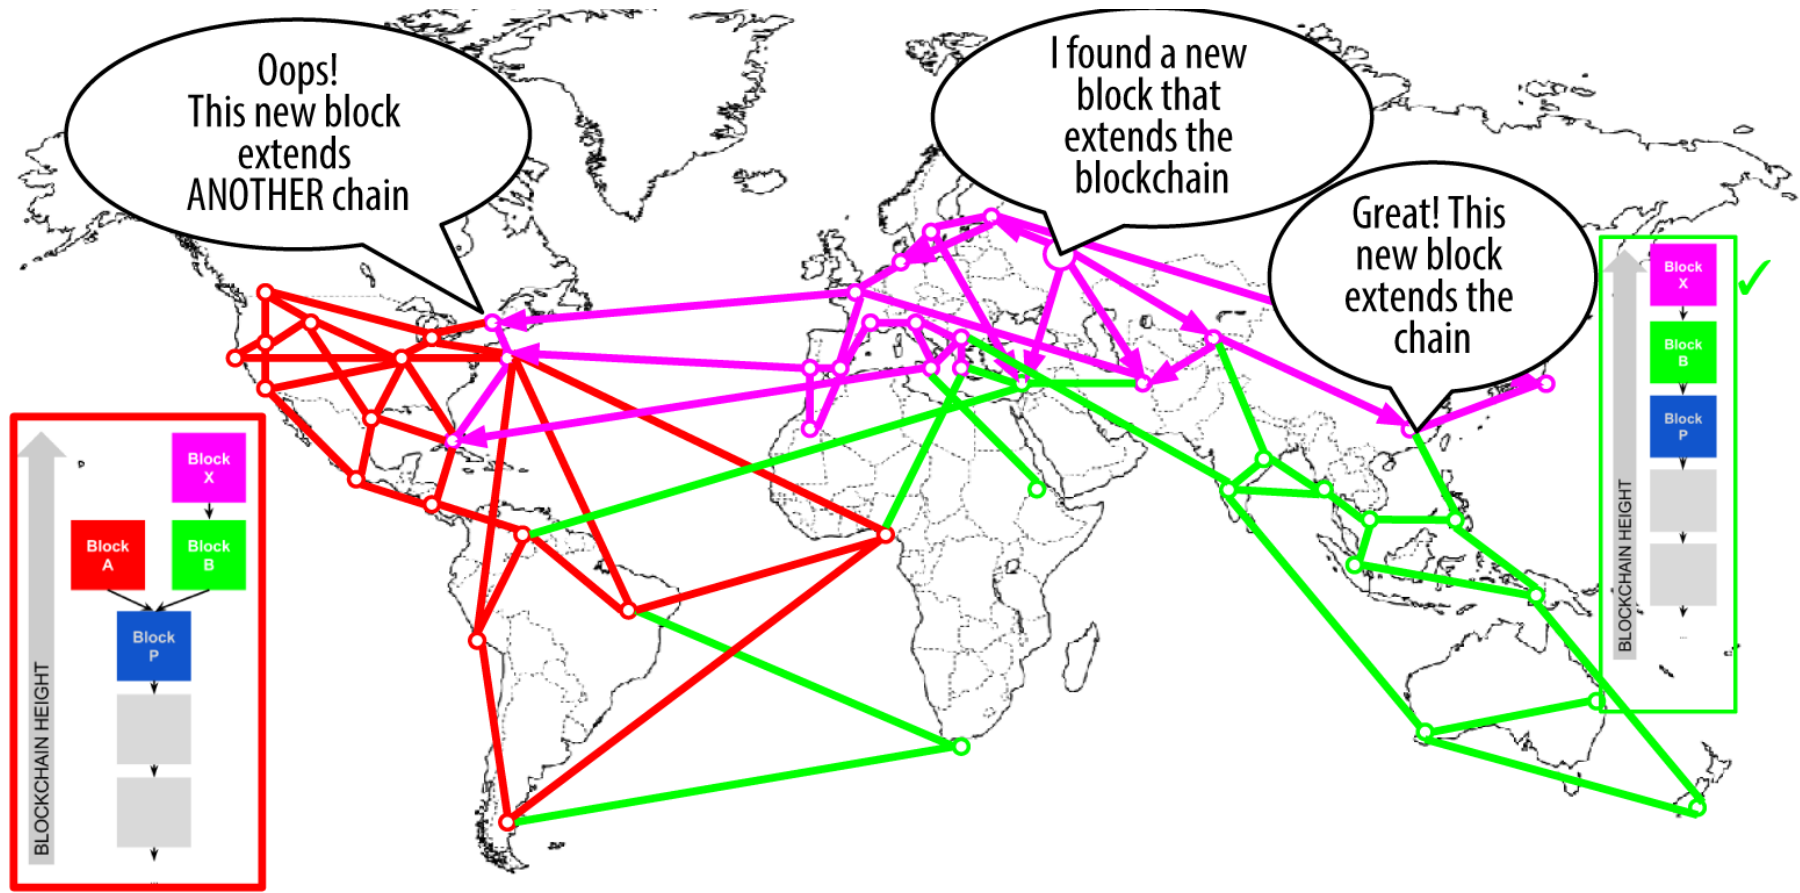 Oops!
This new block
extends
ANOTHER chain
I found a new
block that
extends the
blockchain
Great! This
new block
extends the
chain
Block
X
Block
B
Block
P
...
BLOCKCHAIN HEIGHT
Block
X
Block
A
Block
B
Block
P
...
BLOCKCHAIN HEIGHT